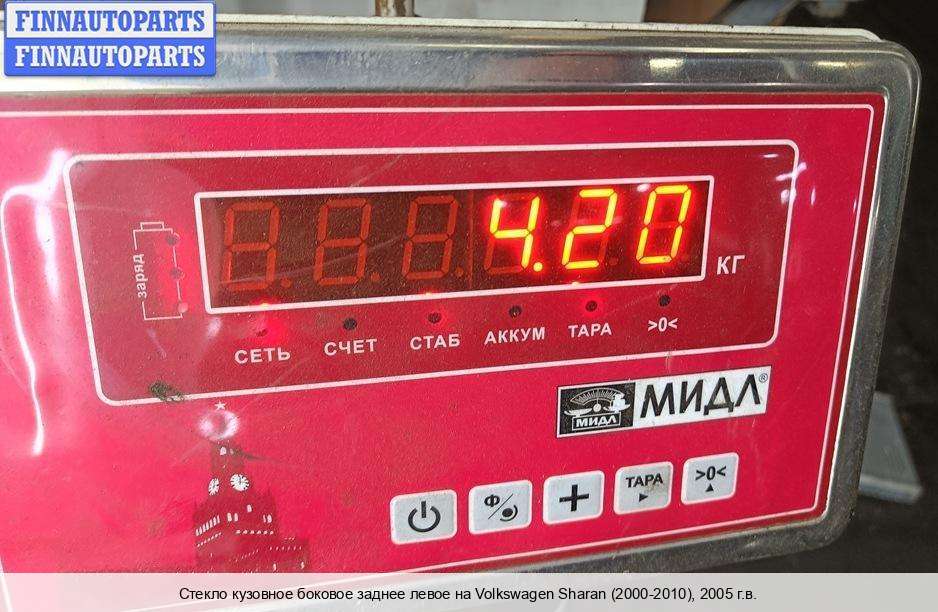 FINNAUTOPARTS
FINNAUTOPARTS
4.20
КГ
заряд
СЕТЬ СЧЕТ СТАБ АККУМ ТАРА >0<
МИДЛ МИДЛ®
Ф ТАРА >0<
Стекло кузовное боковое заднее левое на Volkswagen Sharan (2000-2010), 2005 г.в.